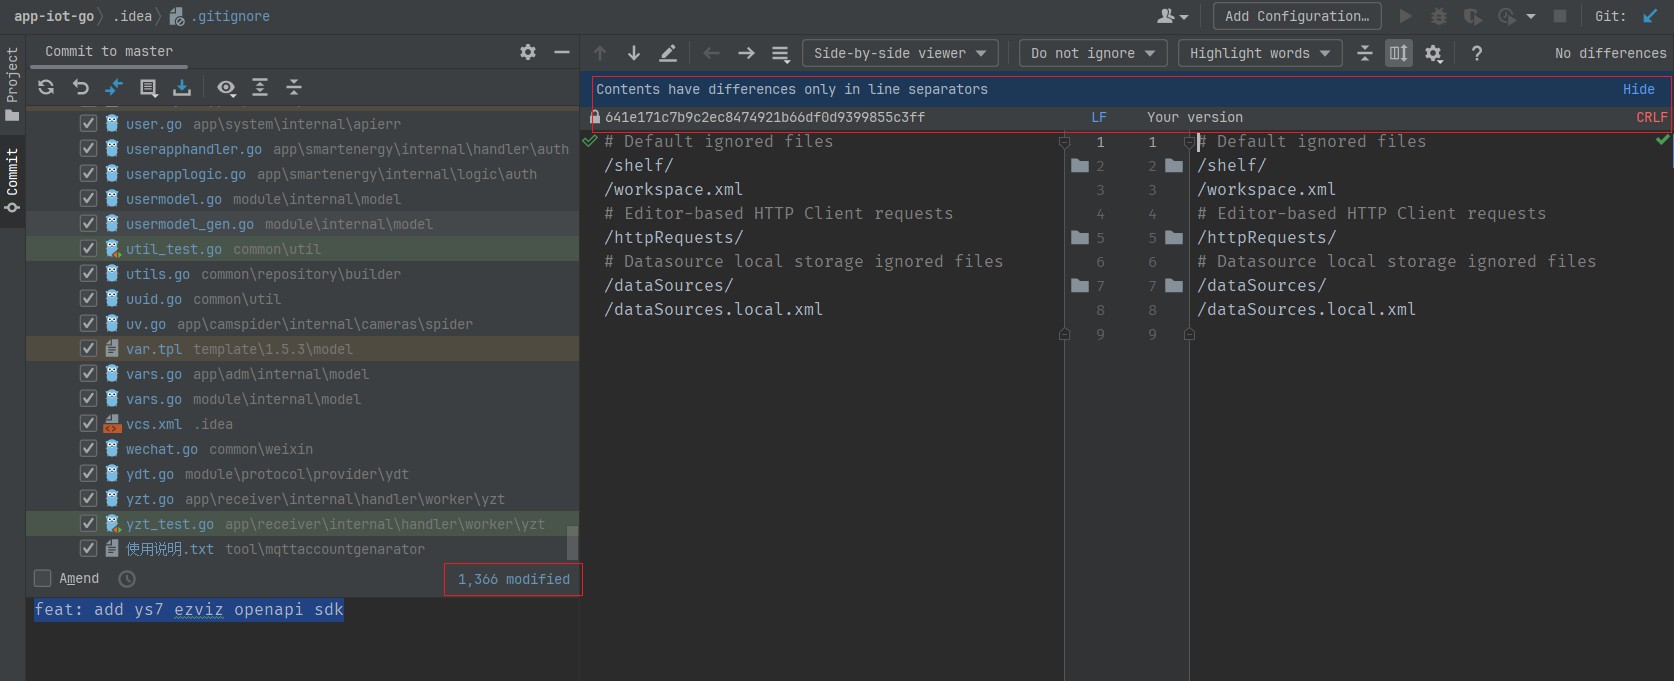 app-iot-go
.idea
.gitignore
Add Configuration…
Git:
Project
Commit
Commit to master
Side-by-side viewer
Do not ignore
Highlight words
?
No differences
Contents have differences only in line separators
Hide
641e171c7b9c2ec8474921b66df0d9399855c3ff
LF
Your version
CRLF
user.go app\system\internal\apierr
userapphandler.go app\smartenergy\internal\handler\auth
userapplogic.go app\smartenergy\internal\logic\auth
usermodel.go module\internal\model
usermodel_gen.go module\internal\model
util_test.go common\util
utils.go common\repository\builder
uuid.go common\util
uv.go app\camspider\internal\cameras\spider
var.tpl template\1.5.3\model
vars.go app\adm\internal\model
vars.go module\internal\model
vcs.xml .idea
wechat.go common\weixin
ydt.go module\protocol\provider\ydt
yzt.go app\receiver\internal\handler\worker\yzt
yzt_test.go app\receiver\internal\handler\worker\yzt
使用说明.txt tool\mqttaccountgenarator
Amend
1,366 modified
feat: add ys7 ezviz openapi sdk
# Default ignored files
/shelf/
/workspace.xml
# Editor-based HTTP Client requests
/httpRequests/
# Datasource local storage ignored files
/dataSources/
/dataSources.local.xml
1 1
2 2
3 3
4 4
5 5
6 6
7 7
8 8
9 9
# Default ignored files
/shelf/
/workspace.xml
# Editor-based HTTP Client requests
/httpRequests/
# Datasource local storage ignored files
/dataSources/
/dataSources.local.xml